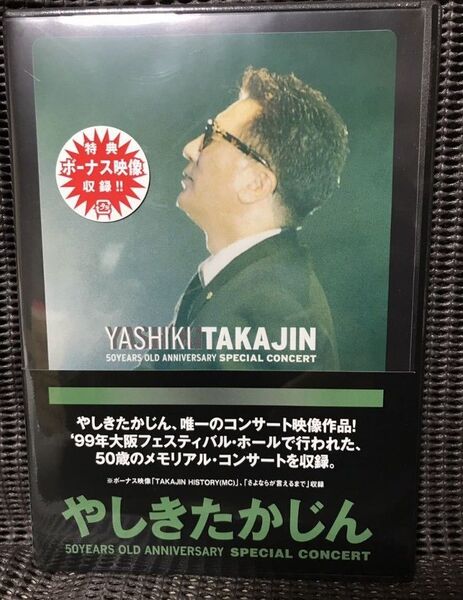 特典
ボーナス映像
収録!!
YASHIKI TAKAJIN
50YEARS OLD ANNIVERSARY SPECIAL CONCERT
やしきたかじん、唯一のコンサート映像作品!
'99年大阪フェスティバル・ホールで行われた、
50歳のメモリアル・コンサートを収録。
※ボーナス映像「TAKAJIN HISTORY(MC)」、「さよならが言えるまで」収録
やしきたかじん
50YEARS OLD ANNIVERSARY SPECIAL CONCERT